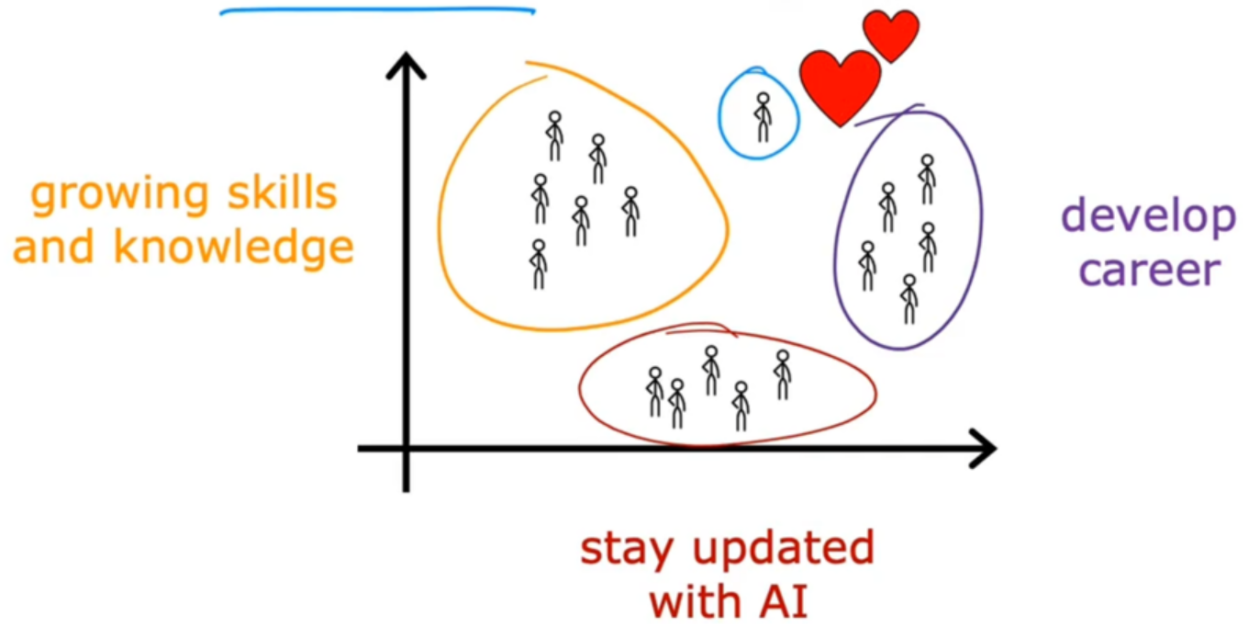 growing skills
and knowledge
develop
career
stay updated
with AI